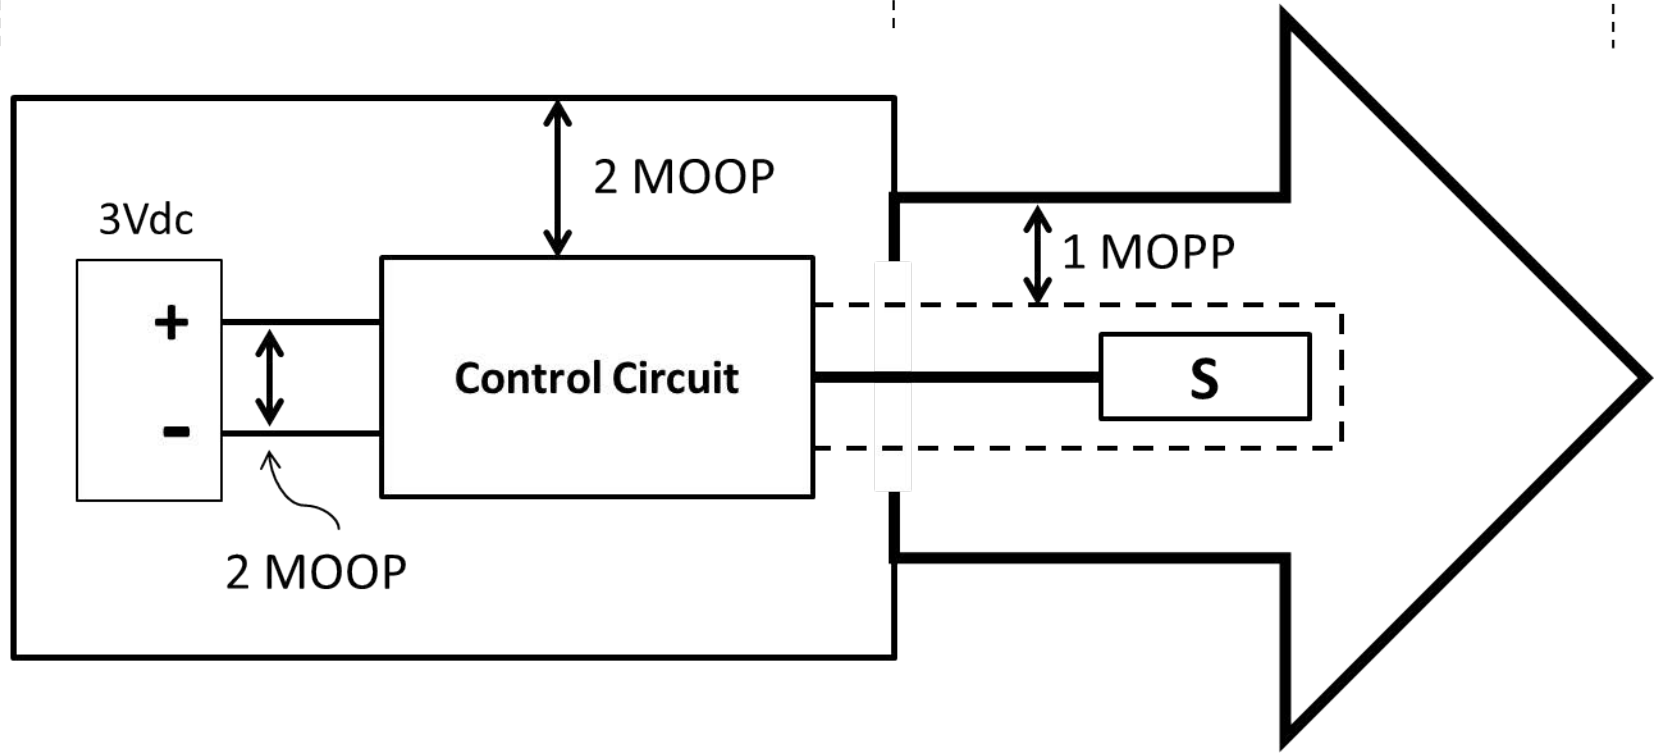 2 MOOP
3Vdc
1 MOPP
+
Control Circuit
S
-
2 MOOP